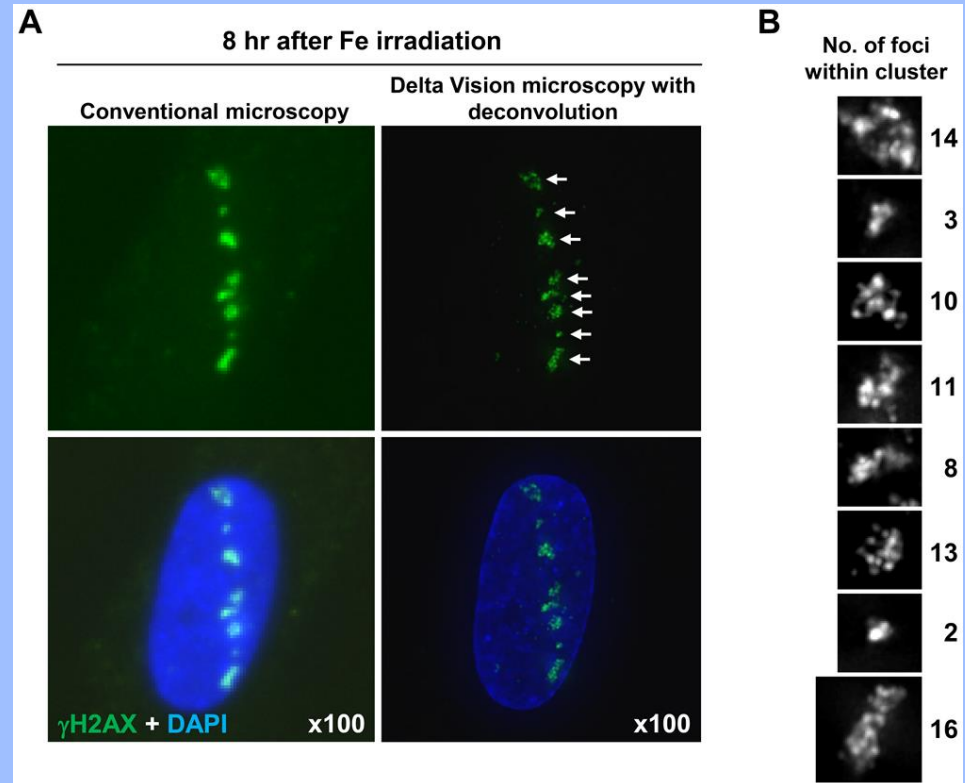 A
8 hr after Fe irradiation
Conventional microscopy
Delta Vision microscopy with
deconvolution
γH2AX + DAPI
x100
x100
B
No. of foci
within cluster
14
3
10
11
8
13
2
16